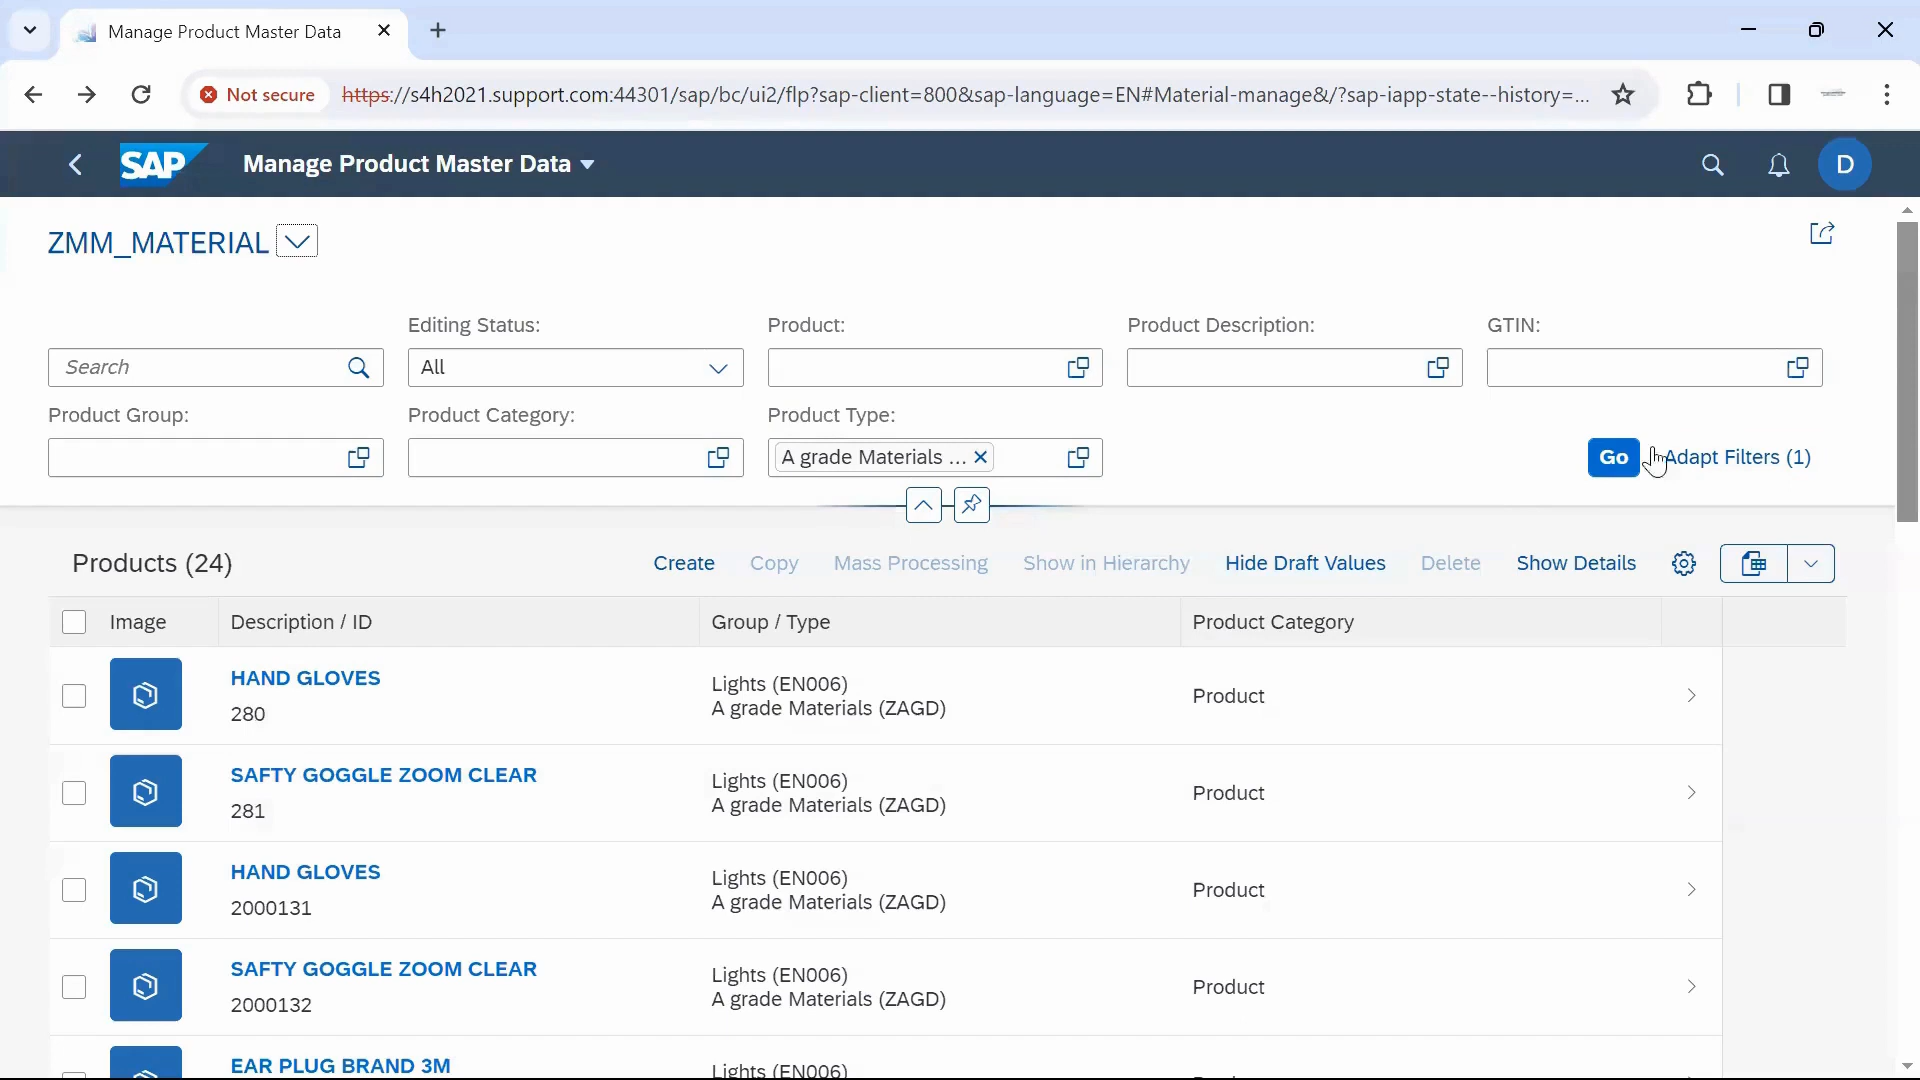 Manage Product Master Data
Not secure https://s4h2021.support.com:44301/sap/bc/ui2/flp?sap-client=800&sap-language=EN#Material-manage&/?sap-iapp-state--history=...
SAP Manage Product Master Data D
ZMM_MATERIAL
Editing Status: Product: Product Description: GTIN:
Search All
Product Group: Product Category: Product Type:
A grade Materials ... Go Adapt Filters (1)
Products (24) Create Copy Mass Processing Show in Hierarchy Hide Draft Values Delete Show Details
Image Description / ID Group / Type Product Category
HAND GLOVES
280
Lights (EN006)
A grade Materials (ZAGD)
Product
SAFTY GOGGLE ZOOM CLEAR
281
Lights (EN006)
A grade Materials (ZAGD)
Product
HAND GLOVES
2000131
Lights (EN006)
A grade Materials (ZAGD)
Product
SAFTY GOGGLE ZOOM CLEAR
2000132
Lights (EN006)
A grade Materials (ZAGD)
Product
EAR PLUG BRAND 3M
Lights (EN006)